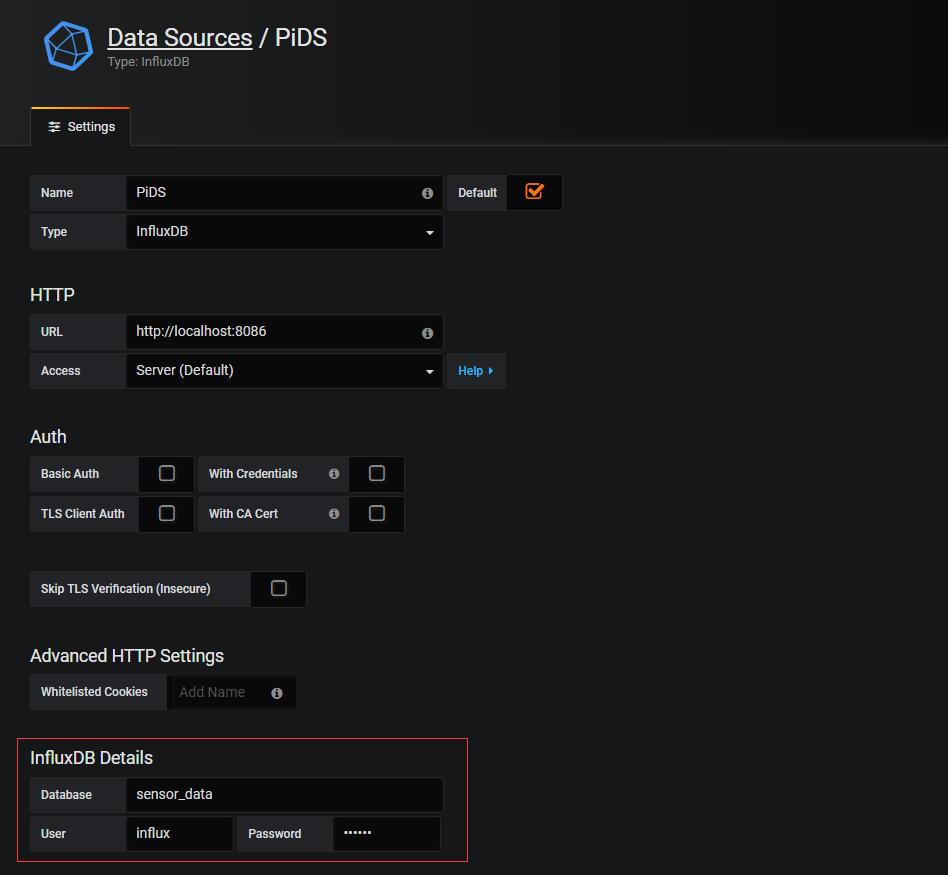 Data Sources / PiDS
Type: InfluxDB
Settings
Name PiDS Default
Type InfluxDB
HTTP
URL http://localhost:8086
Access Server (Default) Help
Auth
Basic Auth With Credentials
TLS Client Auth With CA Cert
Skip TLS Verification (Insecure)
Advanced HTTP Settings
Whitelisted Cookies Add Name
InfluxDB Details
Database sensor_data
User influx Password ••••••